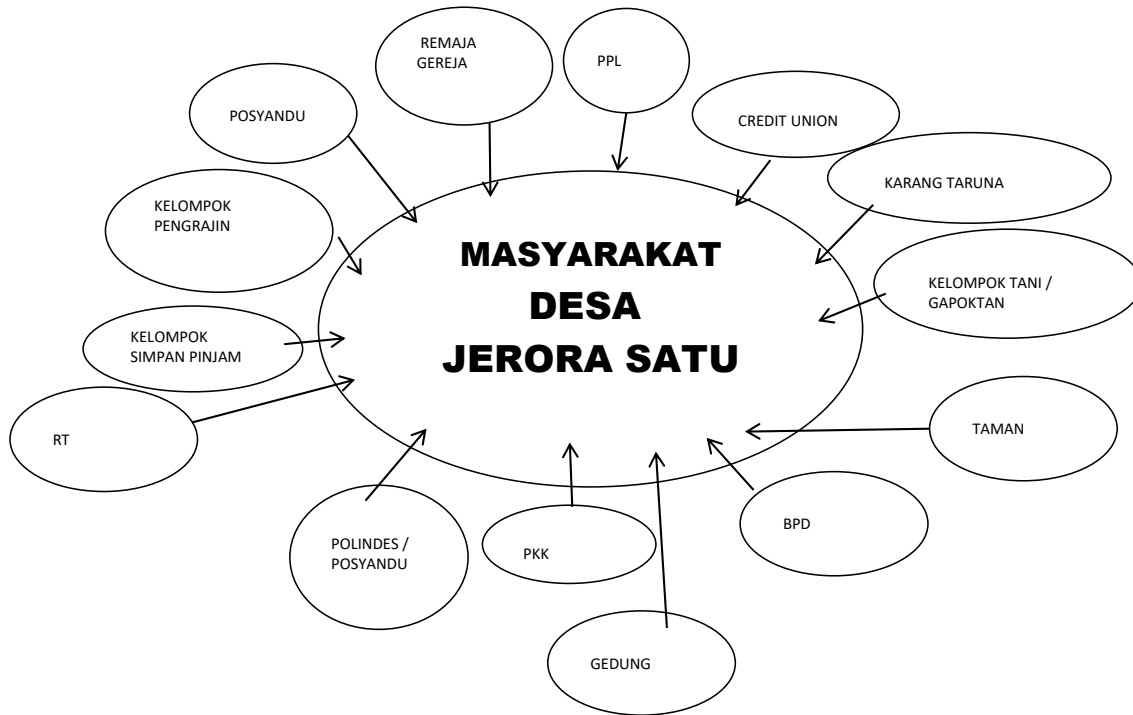 REMAJA
GEREJA
PPL
POSYANDU
CREDIT UNION
KARANG TARUNA
KELOMPOK
PENGRAJIN
MASYARAKAT
DESA
JERORA SATU
KELOMPOK TANI /
GAPOKTAN
KELOMPOK
SIMPAN PINJAM
RT
TAMAN
BPD
POLINDES /
POSYANDU
PKK
GEDUNG